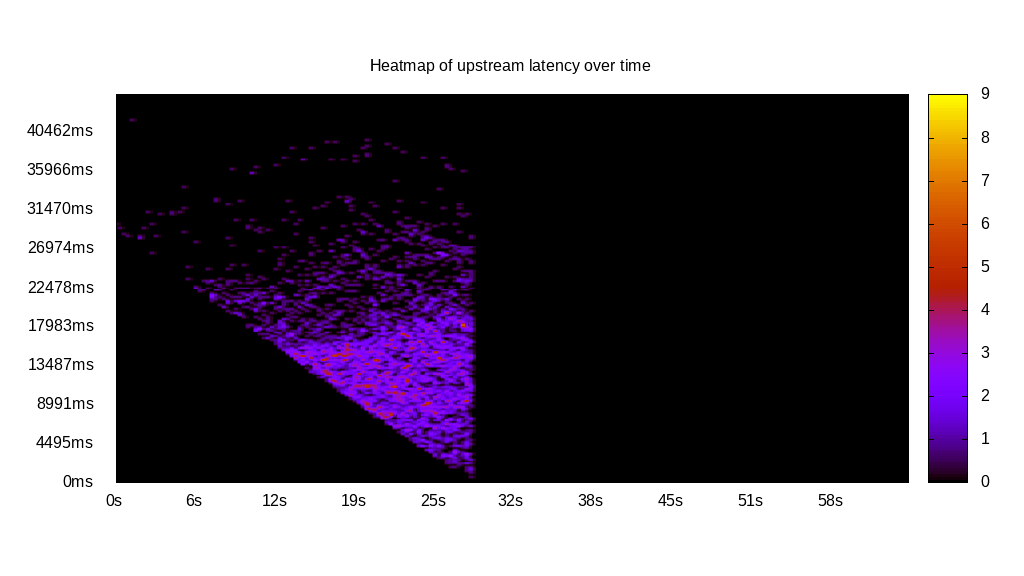 Heatmap of upstream latency over time
40462ms
35966ms
31470ms
26974ms
22478ms
17983ms
13487ms
8991ms
4495ms
0ms
0s 6s 12s 19s 25s 32s 38s 45s 51s 58s
9
8
7
6
5
4
3
2
1
0